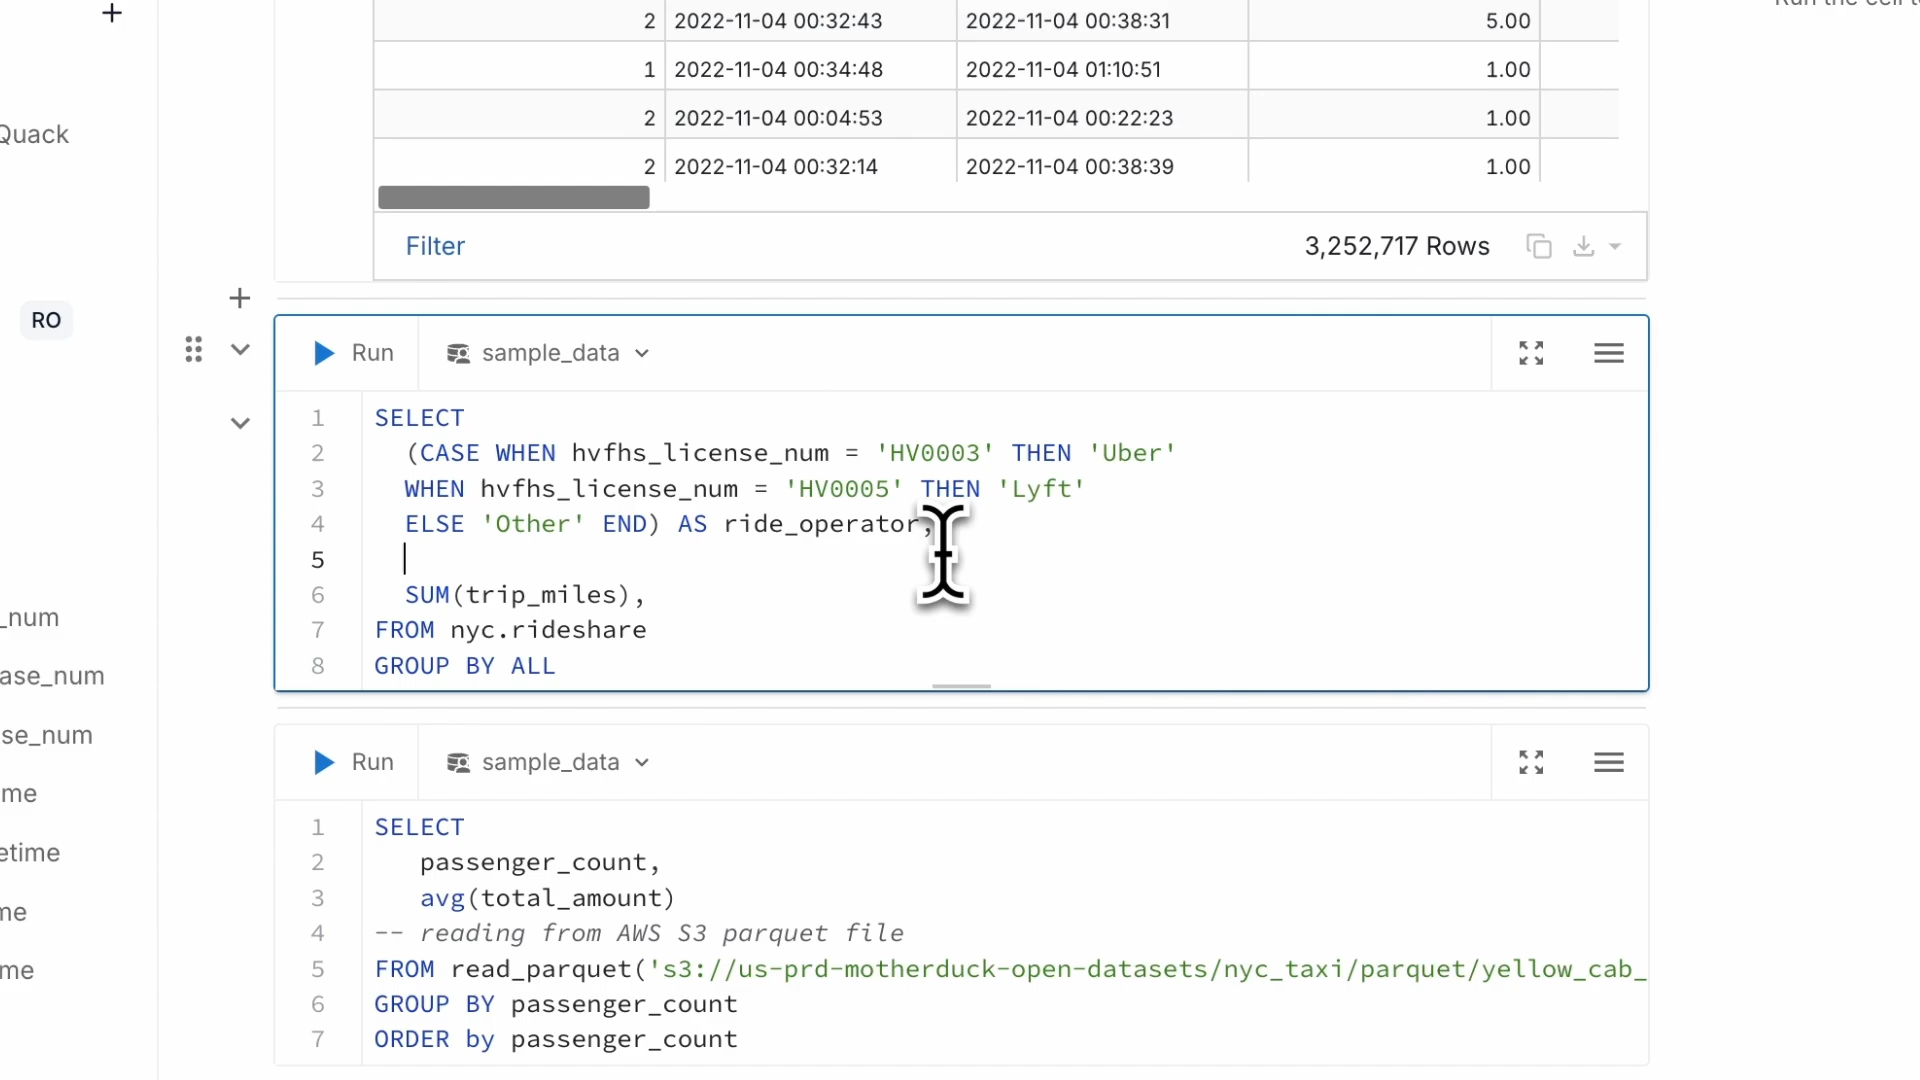 2 2022-11-04 00:32:43 2022-11-04 00:38:31 5.00
1 2022-11-04 00:34:48 2022-11-04 01:10:51 1.00
2 2022-11-04 00:04:53 2022-11-04 00:22:23 1.00
2 2022-11-04 00:32:14 2022-11-04 00:38:39 1.00
Quack
Filter 3,252,717 Rows
RO
Run sample_data
1 SELECT
2 (CASE WHEN hvfhs_license_num = 'HV0003' THEN 'Uber'
3 WHEN hvfhs_license_num = 'HV0005' THEN 'Lyft'
4 ELSE 'Other' END) AS ride_operator,
5
6 SUM(trip_miles),
7 FROM nyc.rideshare
8 GROUP BY ALL
_num
ase_num
se_num
me
etime
me
me
Run sample_data
1 SELECT
2 passenger_count,
3 avg(total_amount)
4 -- reading from AWS S3 parquet file
5 FROM read_parquet('s3://us-prd-motherduck-open-datasets/nyc_taxi/parquet/yellow_cab_
6 GROUP BY passenger_count
7 ORDER by passenger_count